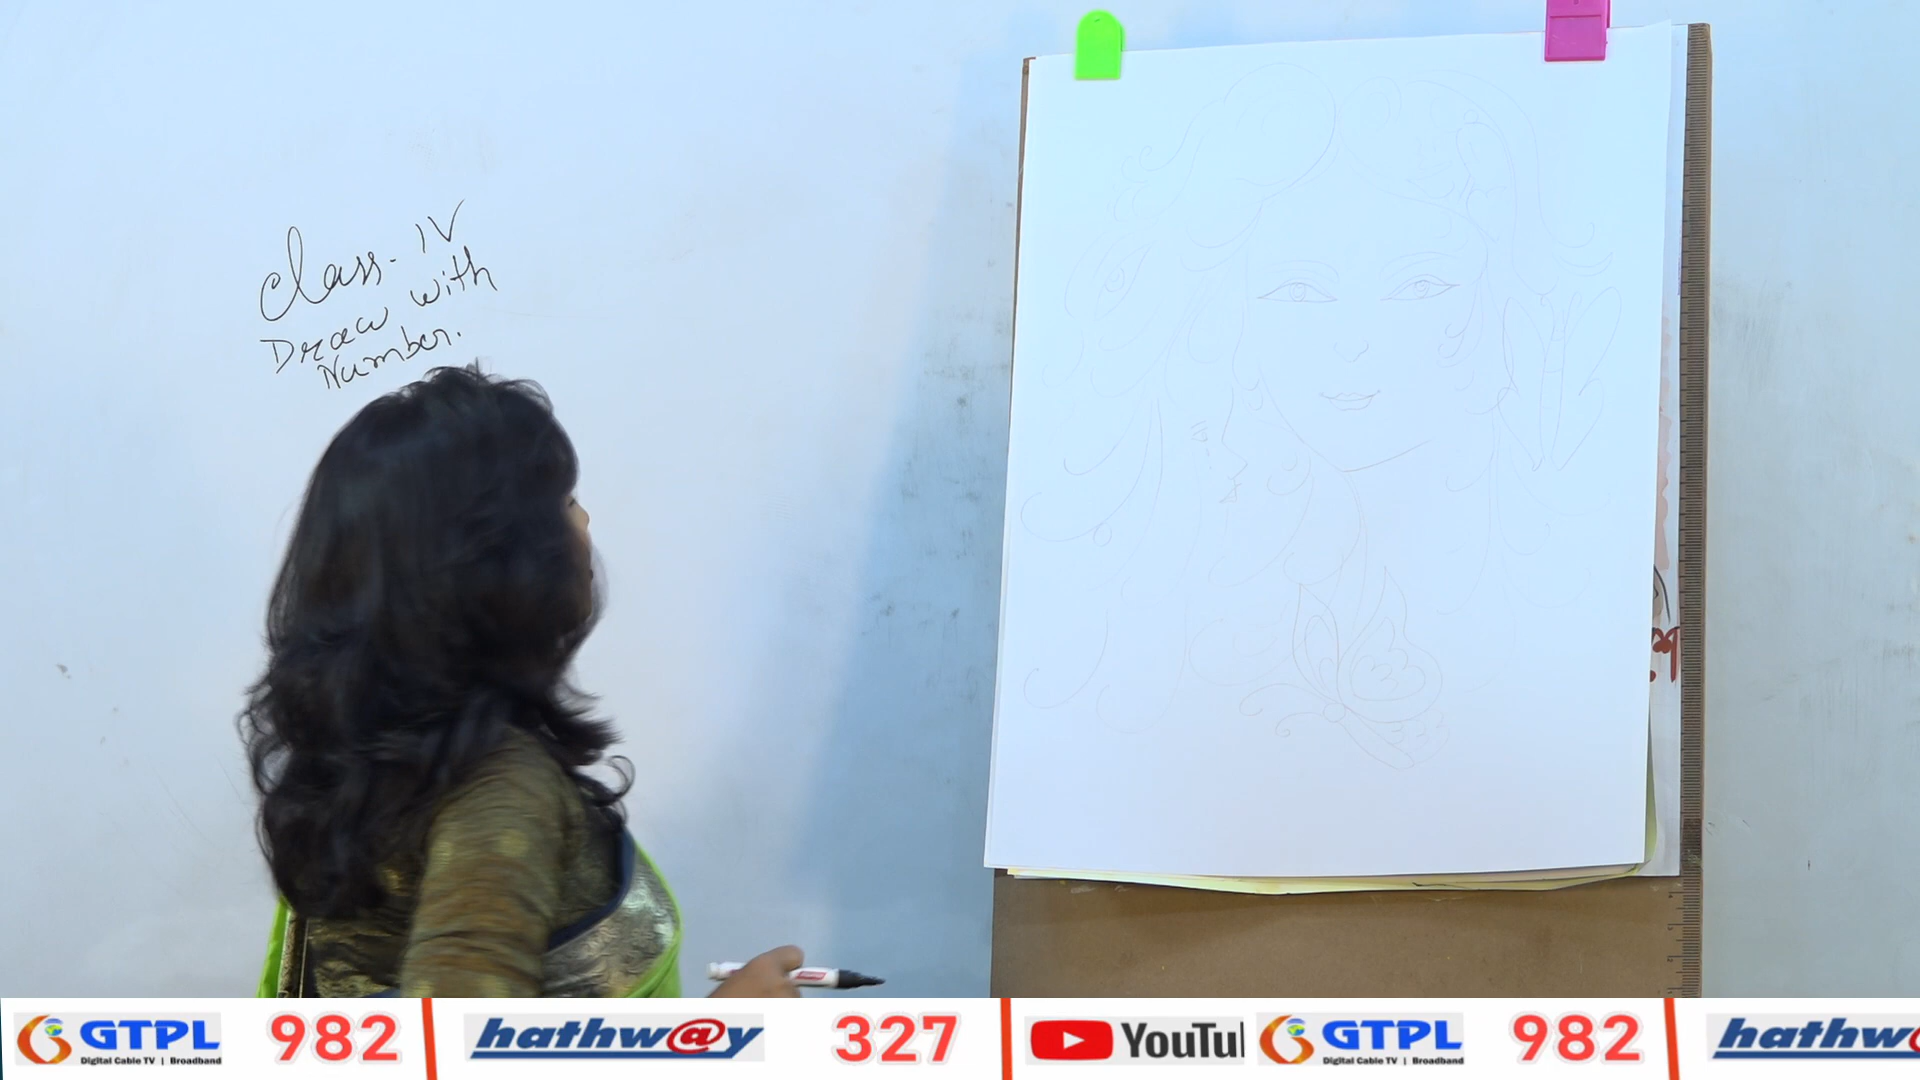 Class - IV
Draw with
Number.
GTPL
Digital Cable TV | Broadband
982
hathw@y
327
YouTu
GTPL
Digital Cable TV | Broadband
982
hathw